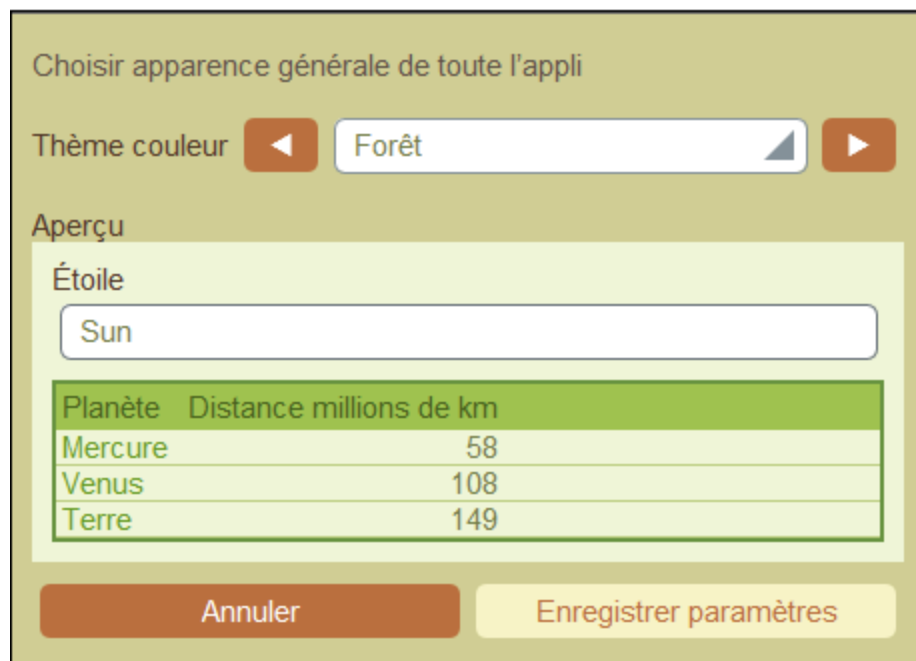 Choisir apparence générale de toute l'appli
Thème couleur Forêt
Aperçu
Étoile
Sun
Planète Distance millions de km
Mercure 58
Venus 108
Terre 149
Annuler Enregistrer paramètres